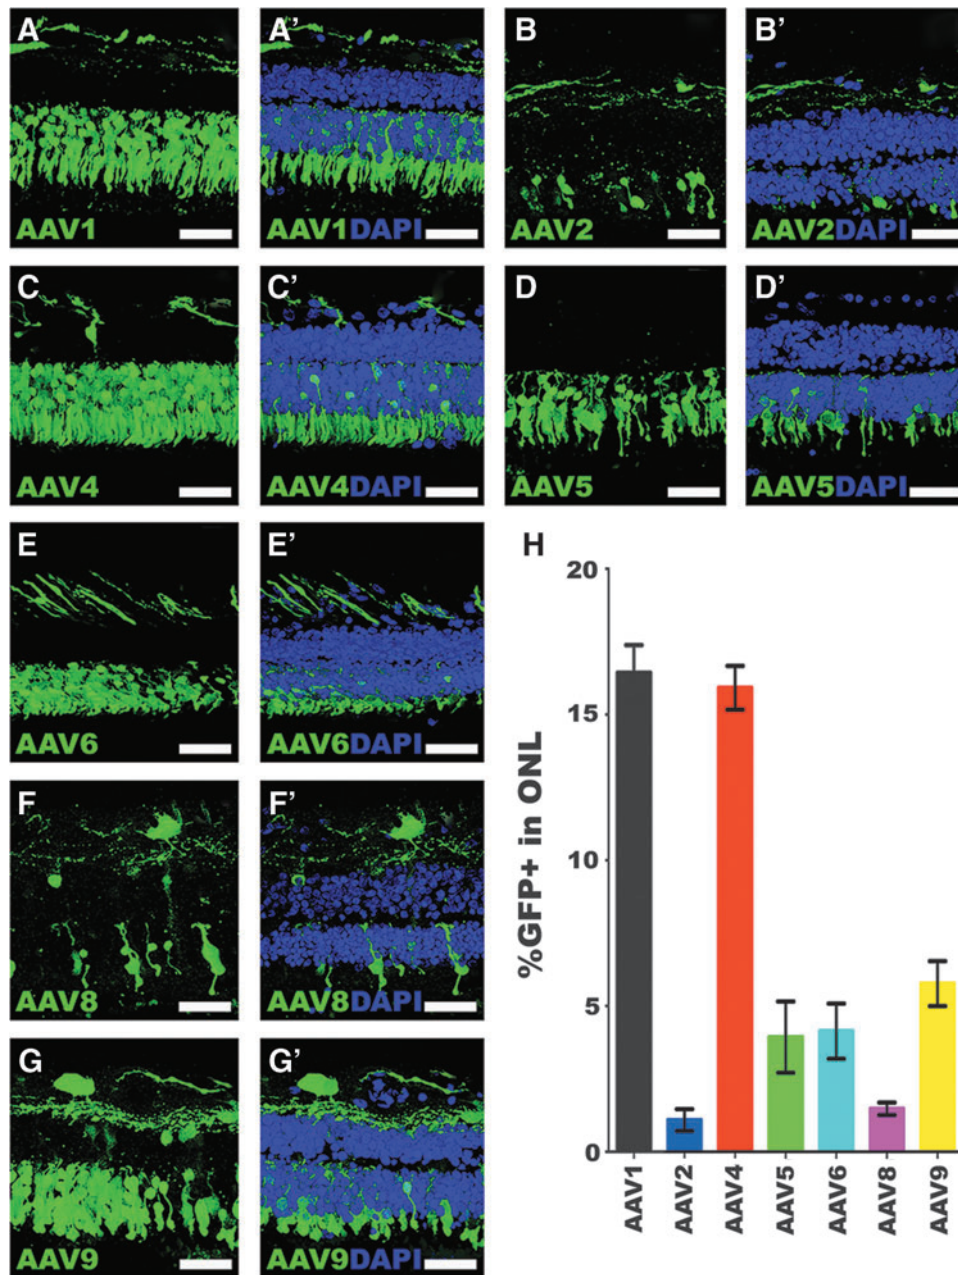 A
AAV1
A'
AAV1DAPI
B
AAV2
B'
AAV2DAPI
C
AAV4
C'
AAV4DAPI
D
AAV5
D'
AAV5DAPI
E
AAV6
E'
AAV6DAPI
F
AAV8
F'
AAV8DAPI
G
AAV9
G'
AAV9DAPI
H
%GFP+ in ONL
20
15
10
5
0
AAV1
AAV2
AAV4
AAV5
AAV6
AAV8
AAV9